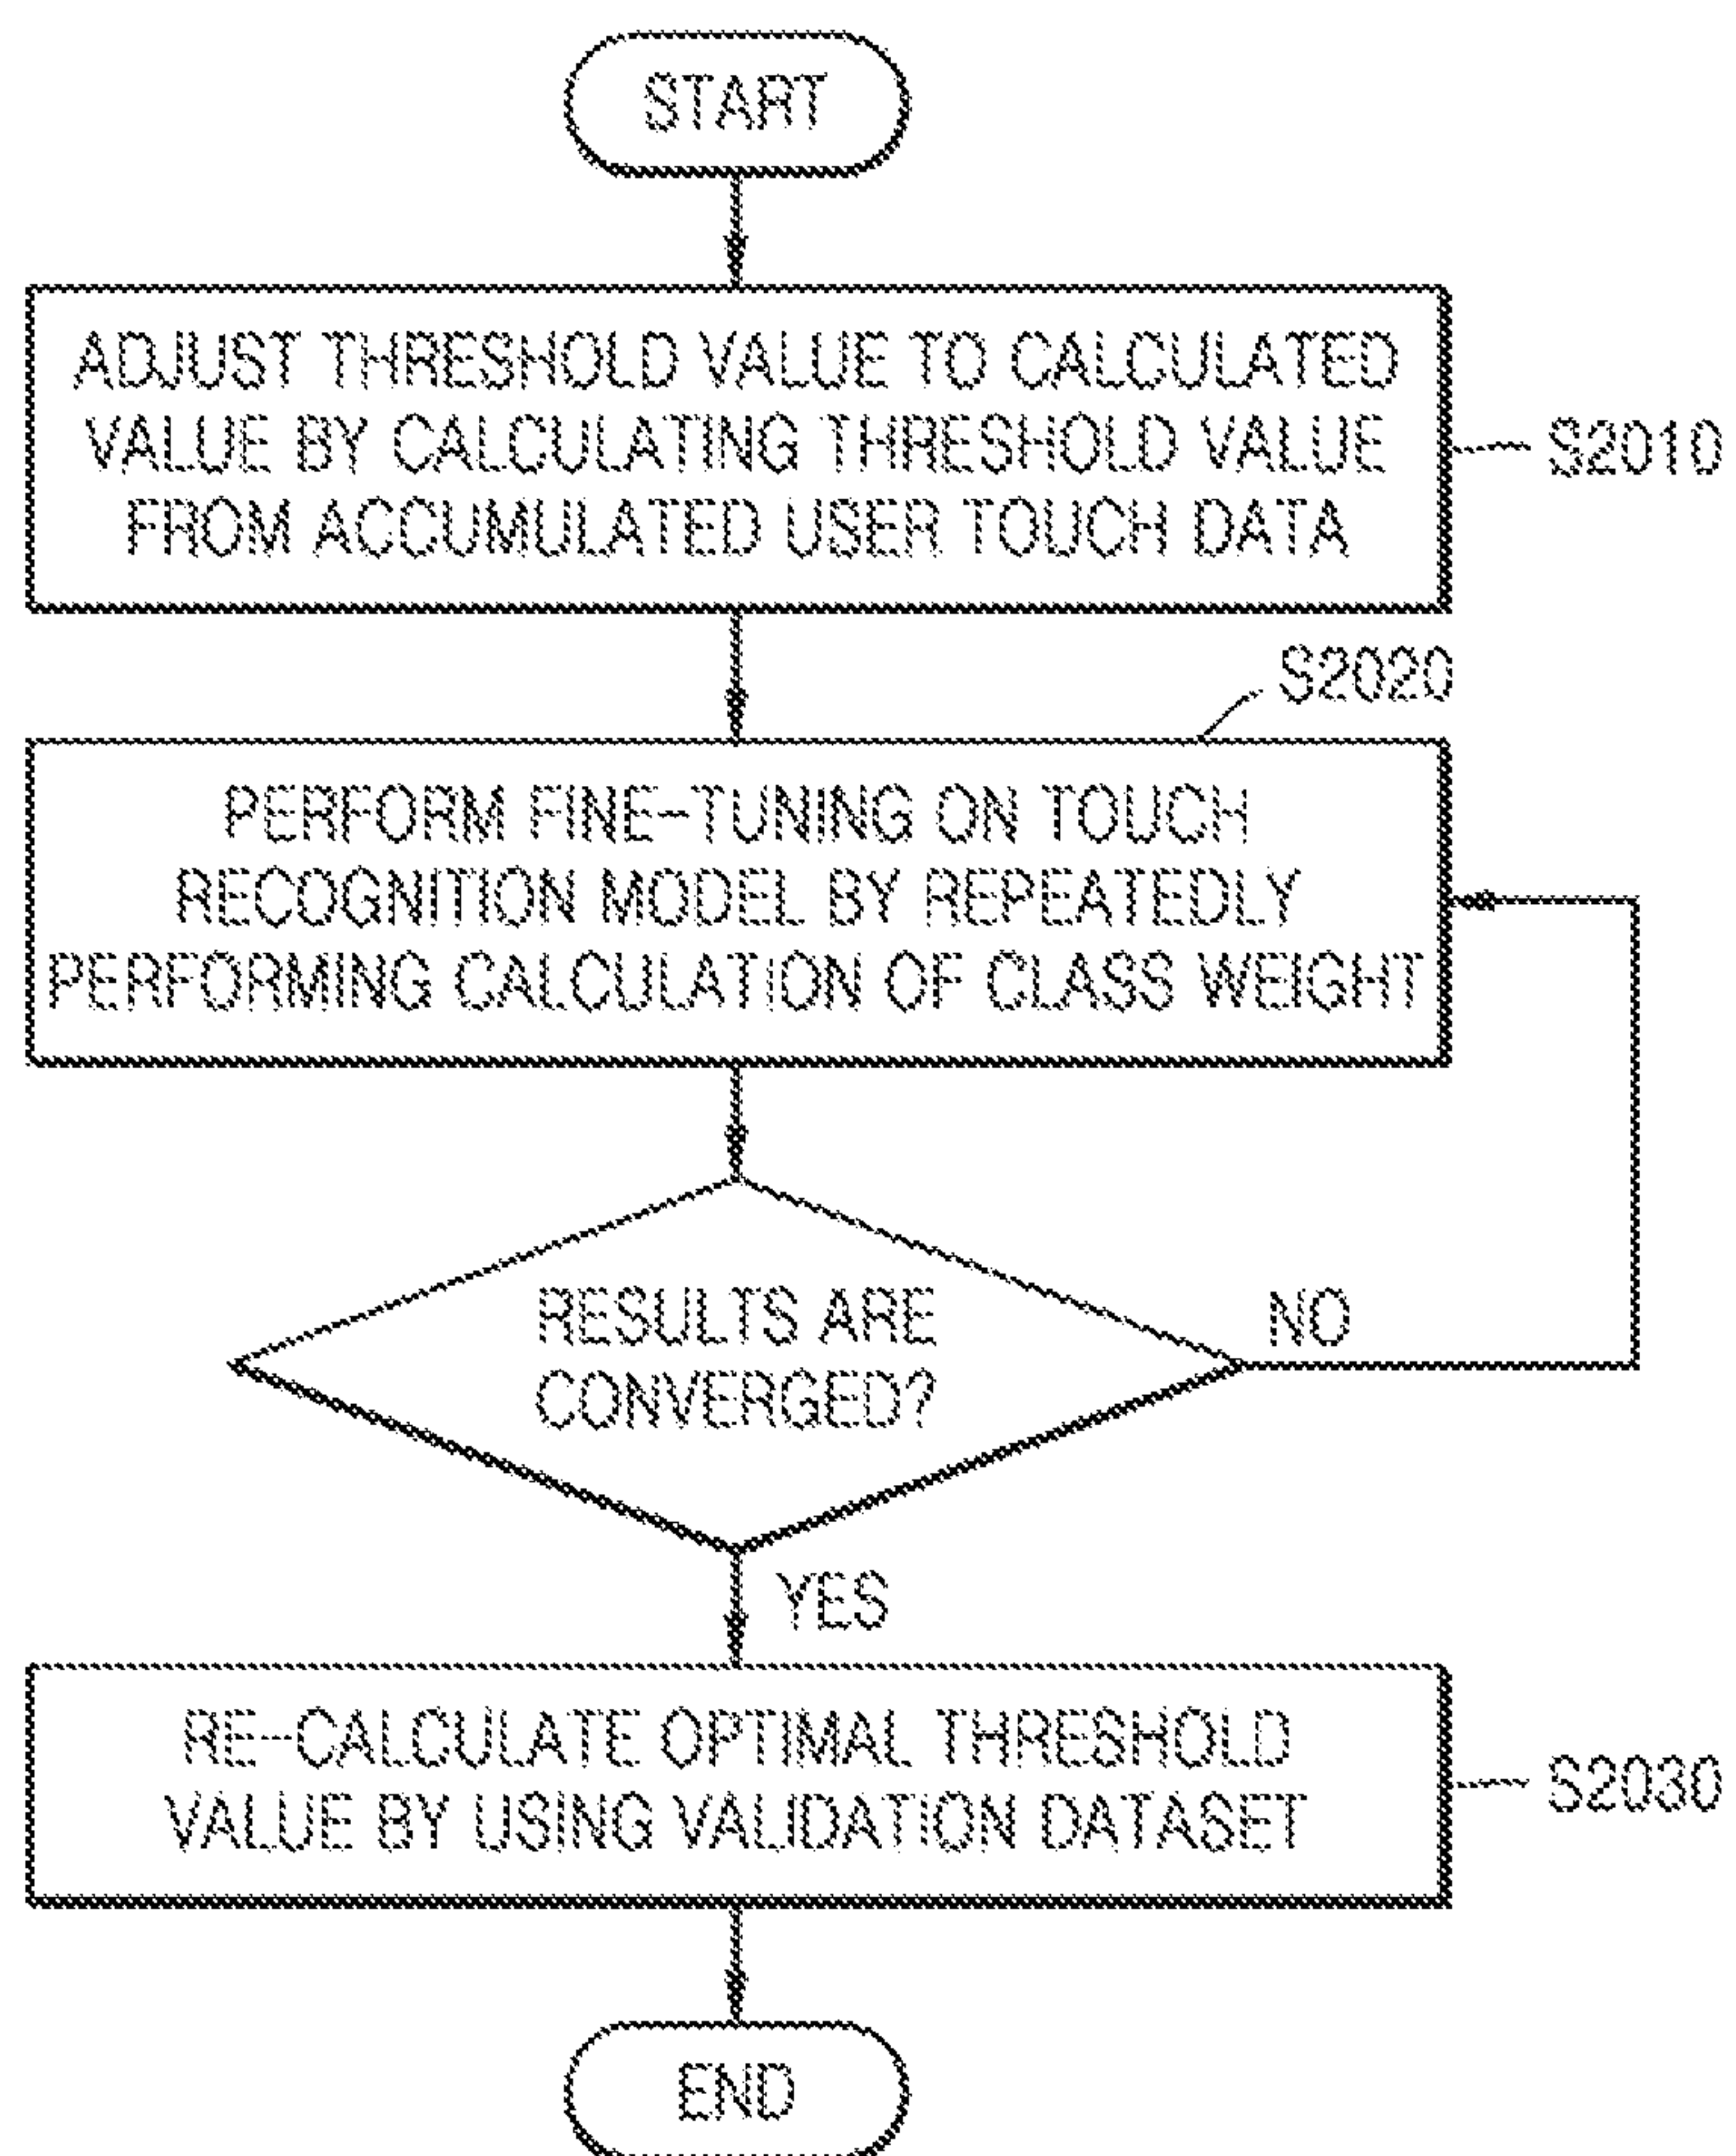 START
ADJUST THRESHOLD VALUE TO CALCULATED
VALUE BY CALCULATING THRESHOLD VALUE
FROM ACCUMULATED USER TOUCH DATA
S2010
S2020
PERFORM FINE-TUNING ON TOUCH
RECOGNITION MODEL BY REPEATEDLY
PERFORMING CALCULATION OF CLASS WEIGHT
RESULTS ARE
CONVERGED?
NO
YES
RE-CALCULATE OPTIMAL THRESHOLD
VALUE BY USING VALIDATION DATASET
S2030
END